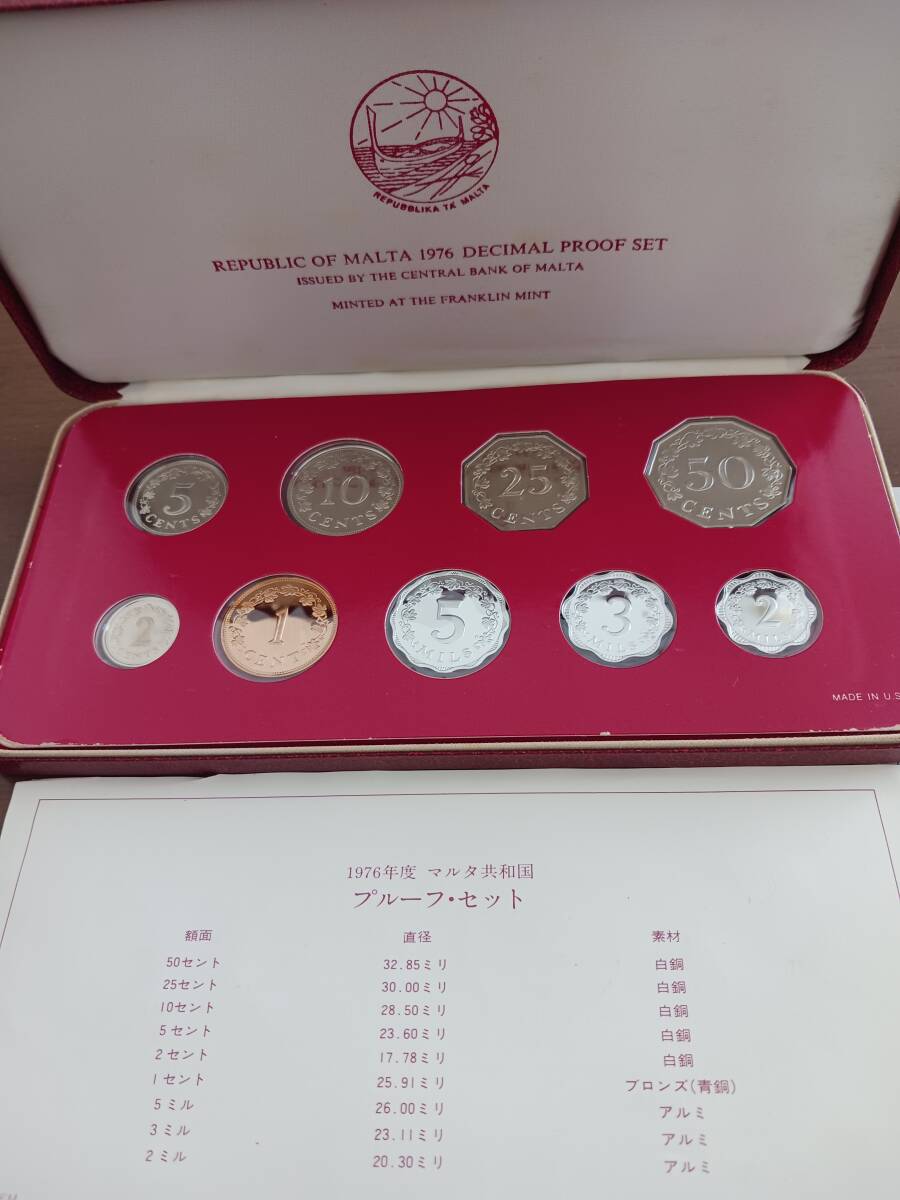 REPUBBLIKA TA' MALTA
REPUBLIC OF MALTA 1976 DECIMAL PROOF SET
ISSUED BY THE CENTRAL BANK OF MALTA
MINTED AT THE FRANKLIN MINT
5 CENTS
10 CENTS
25 CENTS
50 CENTS
2 CENTS
1 CENT
5 MILS
3 MILS
2 MILS
MADE IN U.S
1976年度 マルタ共和国
プルーフ・セット
額面 直径 素材
50セント 32.85ミリ 白銅
25セント 30.00ミリ 白銅
10セント 28.50ミリ 白銅
5セント 23.60ミリ 白銅
2セント 17.78ミリ 白銅
1セント 25.91ミリ ブロンズ(青銅)
5ミル 26.00ミリ アルミ
3ミル 23.11ミリ アルミ
2ミル 20.30ミリ アルミ